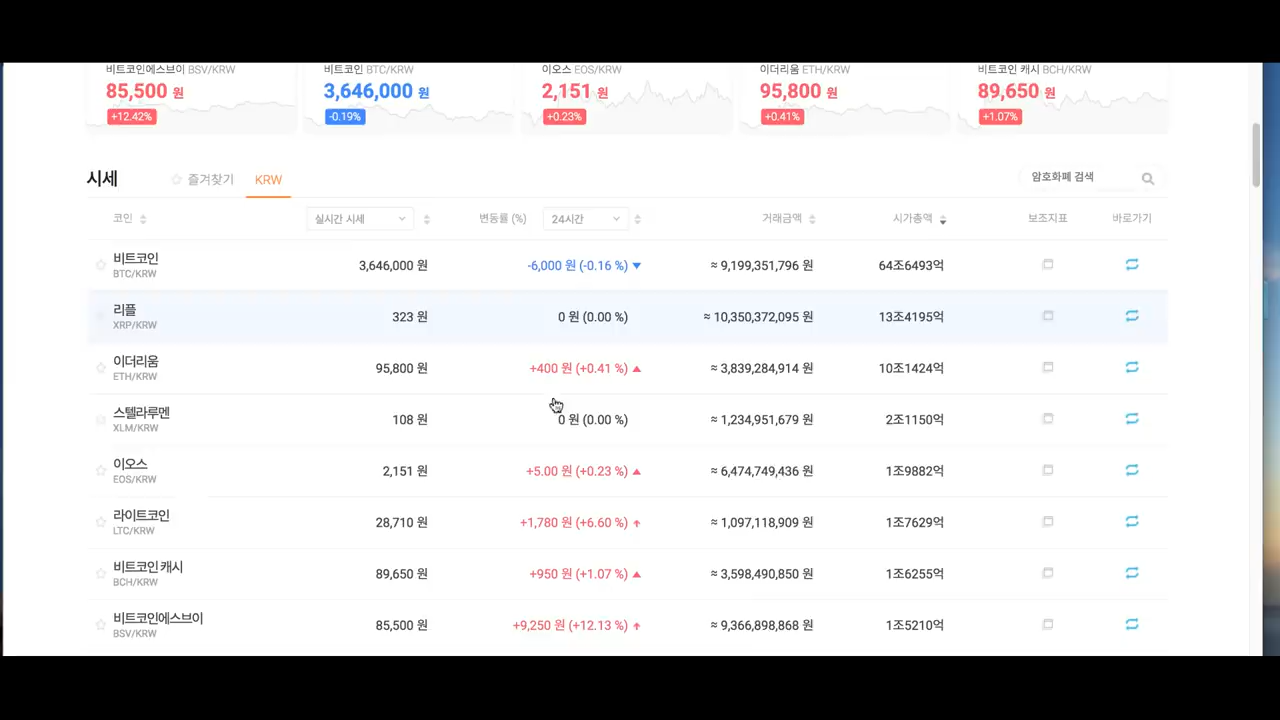 비트코인에스브이 BSV/KRW 비트코인 BTC/KRW 이오스 EOS/KRW 이더리움 ETH/KRW 비트코인 캐시 BCH/KRW
85,500 원 3,646,000 원 2,151 원 95,800 원 89,650 원
+12.42% -0.19% +0.23% +0.41% +1.07%
시세 즐겨찾기 KRW 암호화폐 검색
코인 실시간 시세 변동률 (%) 24시간 거래금액 시가총액 보조지표 바로가기
비트코인
BTC/KRW 3,646,000 원 -6,000 원 (-0.16 %) ≈ 9,199,351,796 원 64조6493억
리플
XRP/KRW 323 원 0 원 (0.00 %) ≈ 10,350,372,095 원 13조4195억
이더리움
ETH/KRW 95,800 원 +400 원 (+0.41 %) ≈ 3,839,284,914 원 10조1424억
스텔라루멘
XLM/KRW 108 원 0 원 (0.00 %) ≈ 1,234,951,679 원 2조1150억
이오스
EOS/KRW 2,151 원 +5.00 원 (+0.23 %) ≈ 6,474,749,436 원 1조9882억
라이트코인
LTC/KRW 28,710 원 +1,780 원 (+6.60 %) ≈ 1,097,118,909 원 1조7629억
비트코인 캐시
BCH/KRW 89,650 원 +950 원 (+1.07 %) ≈ 3,598,490,850 원 1조6255억
비트코인에스브이
BSV/KRW 85,500 원 +9,250 원 (+12.13 %) ≈ 9,366,898,868 원 1조5210억